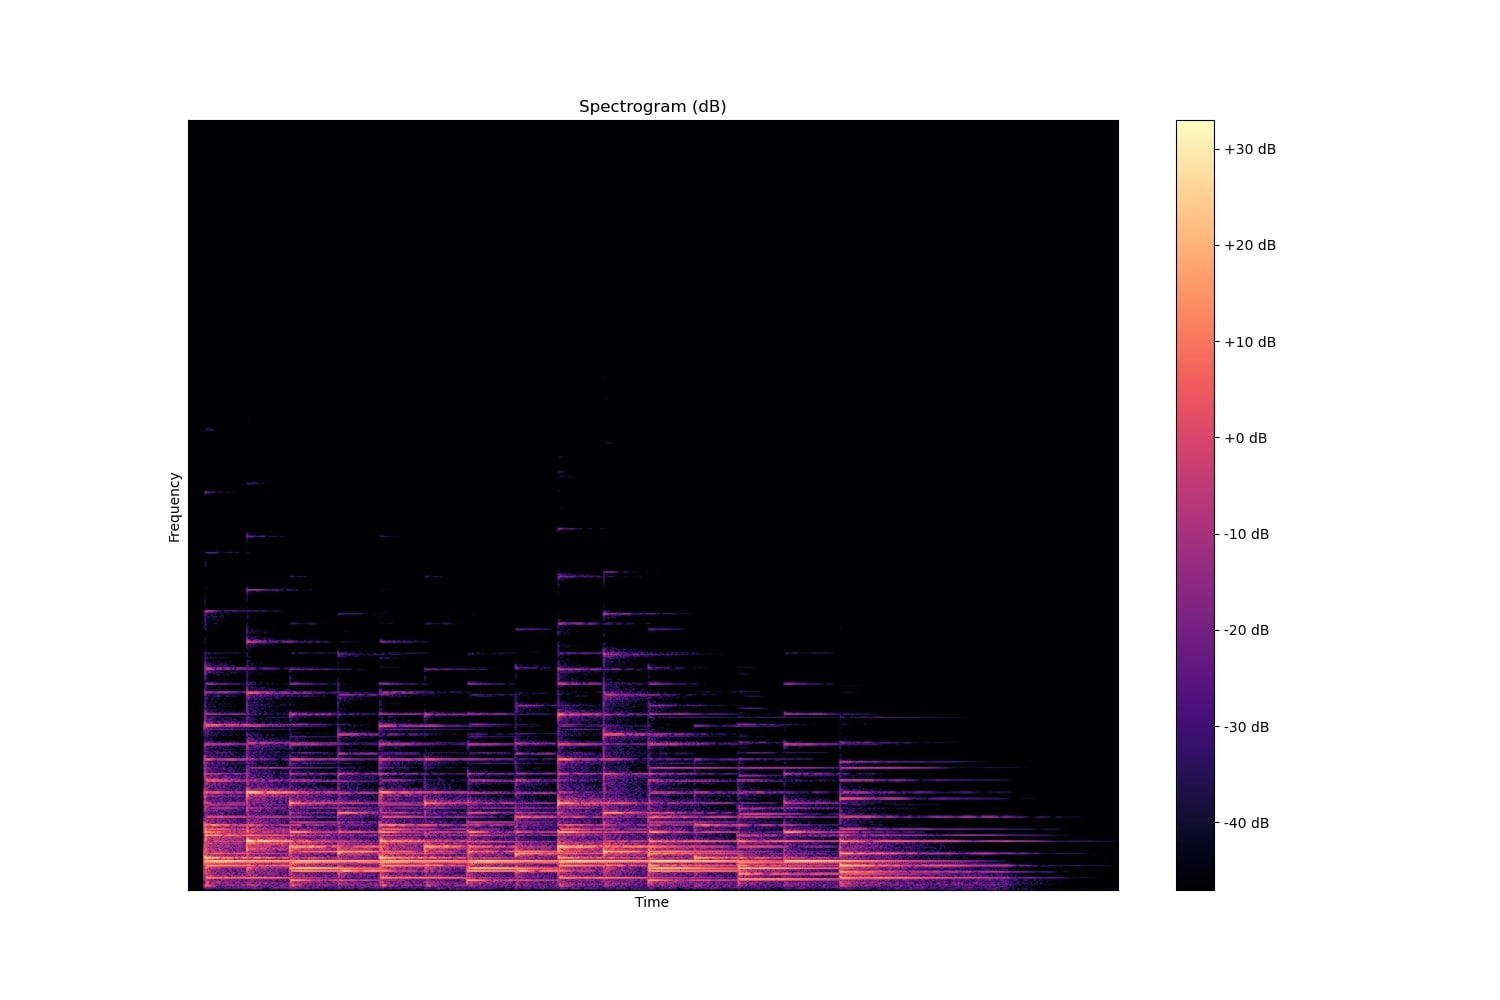 Spectrogram (dB)
+30 dB
+20 dB
+10 dB
+0 dB
-10 dB
-20 dB
-30 dB
-40 dB
Frequency
Time